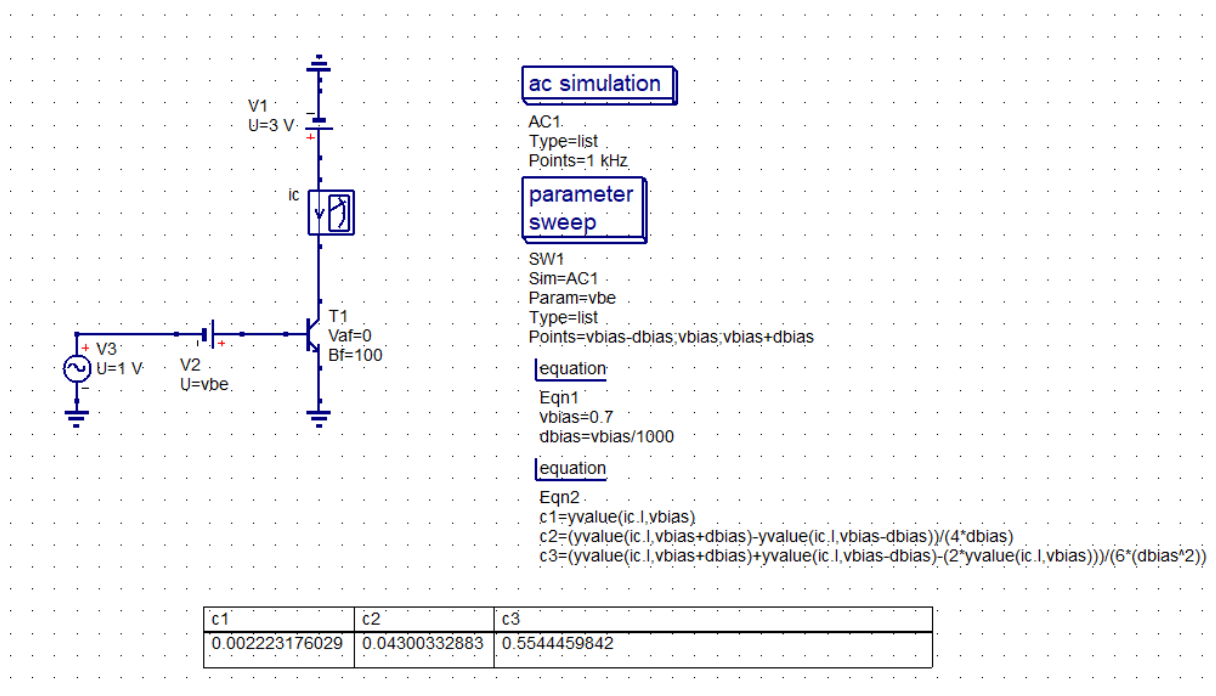 V1
U=3 V
ic
T1
Vaf=0
Bf=100
V3
U=1 V
V2
U=vbe
ac simulation
AC1
Type=list
Points=1 kHz
parameter
sweep
SW1
Sim=AC1
Param=vbe
Type=list
Points=vbias-dbias;vbias;vbias+dbias
equation
Eqn1
vbias=0.7
dbias=vbias/1000
equation
Eqn2
c1=yvalue(ic.I,vbias)
c2=(yvalue(ic.I,vbias+dbias)-yvalue(ic.I,vbias-dbias))/(4*dbias)
c3=(yvalue(ic.I,vbias+dbias)+yvalue(ic.I,vbias-dbias)-(2*yvalue(ic.I,vbias)))/(6*(dbias^2))
c1 c2 c3
0.002223176029 0.04300332883 0.5544459842